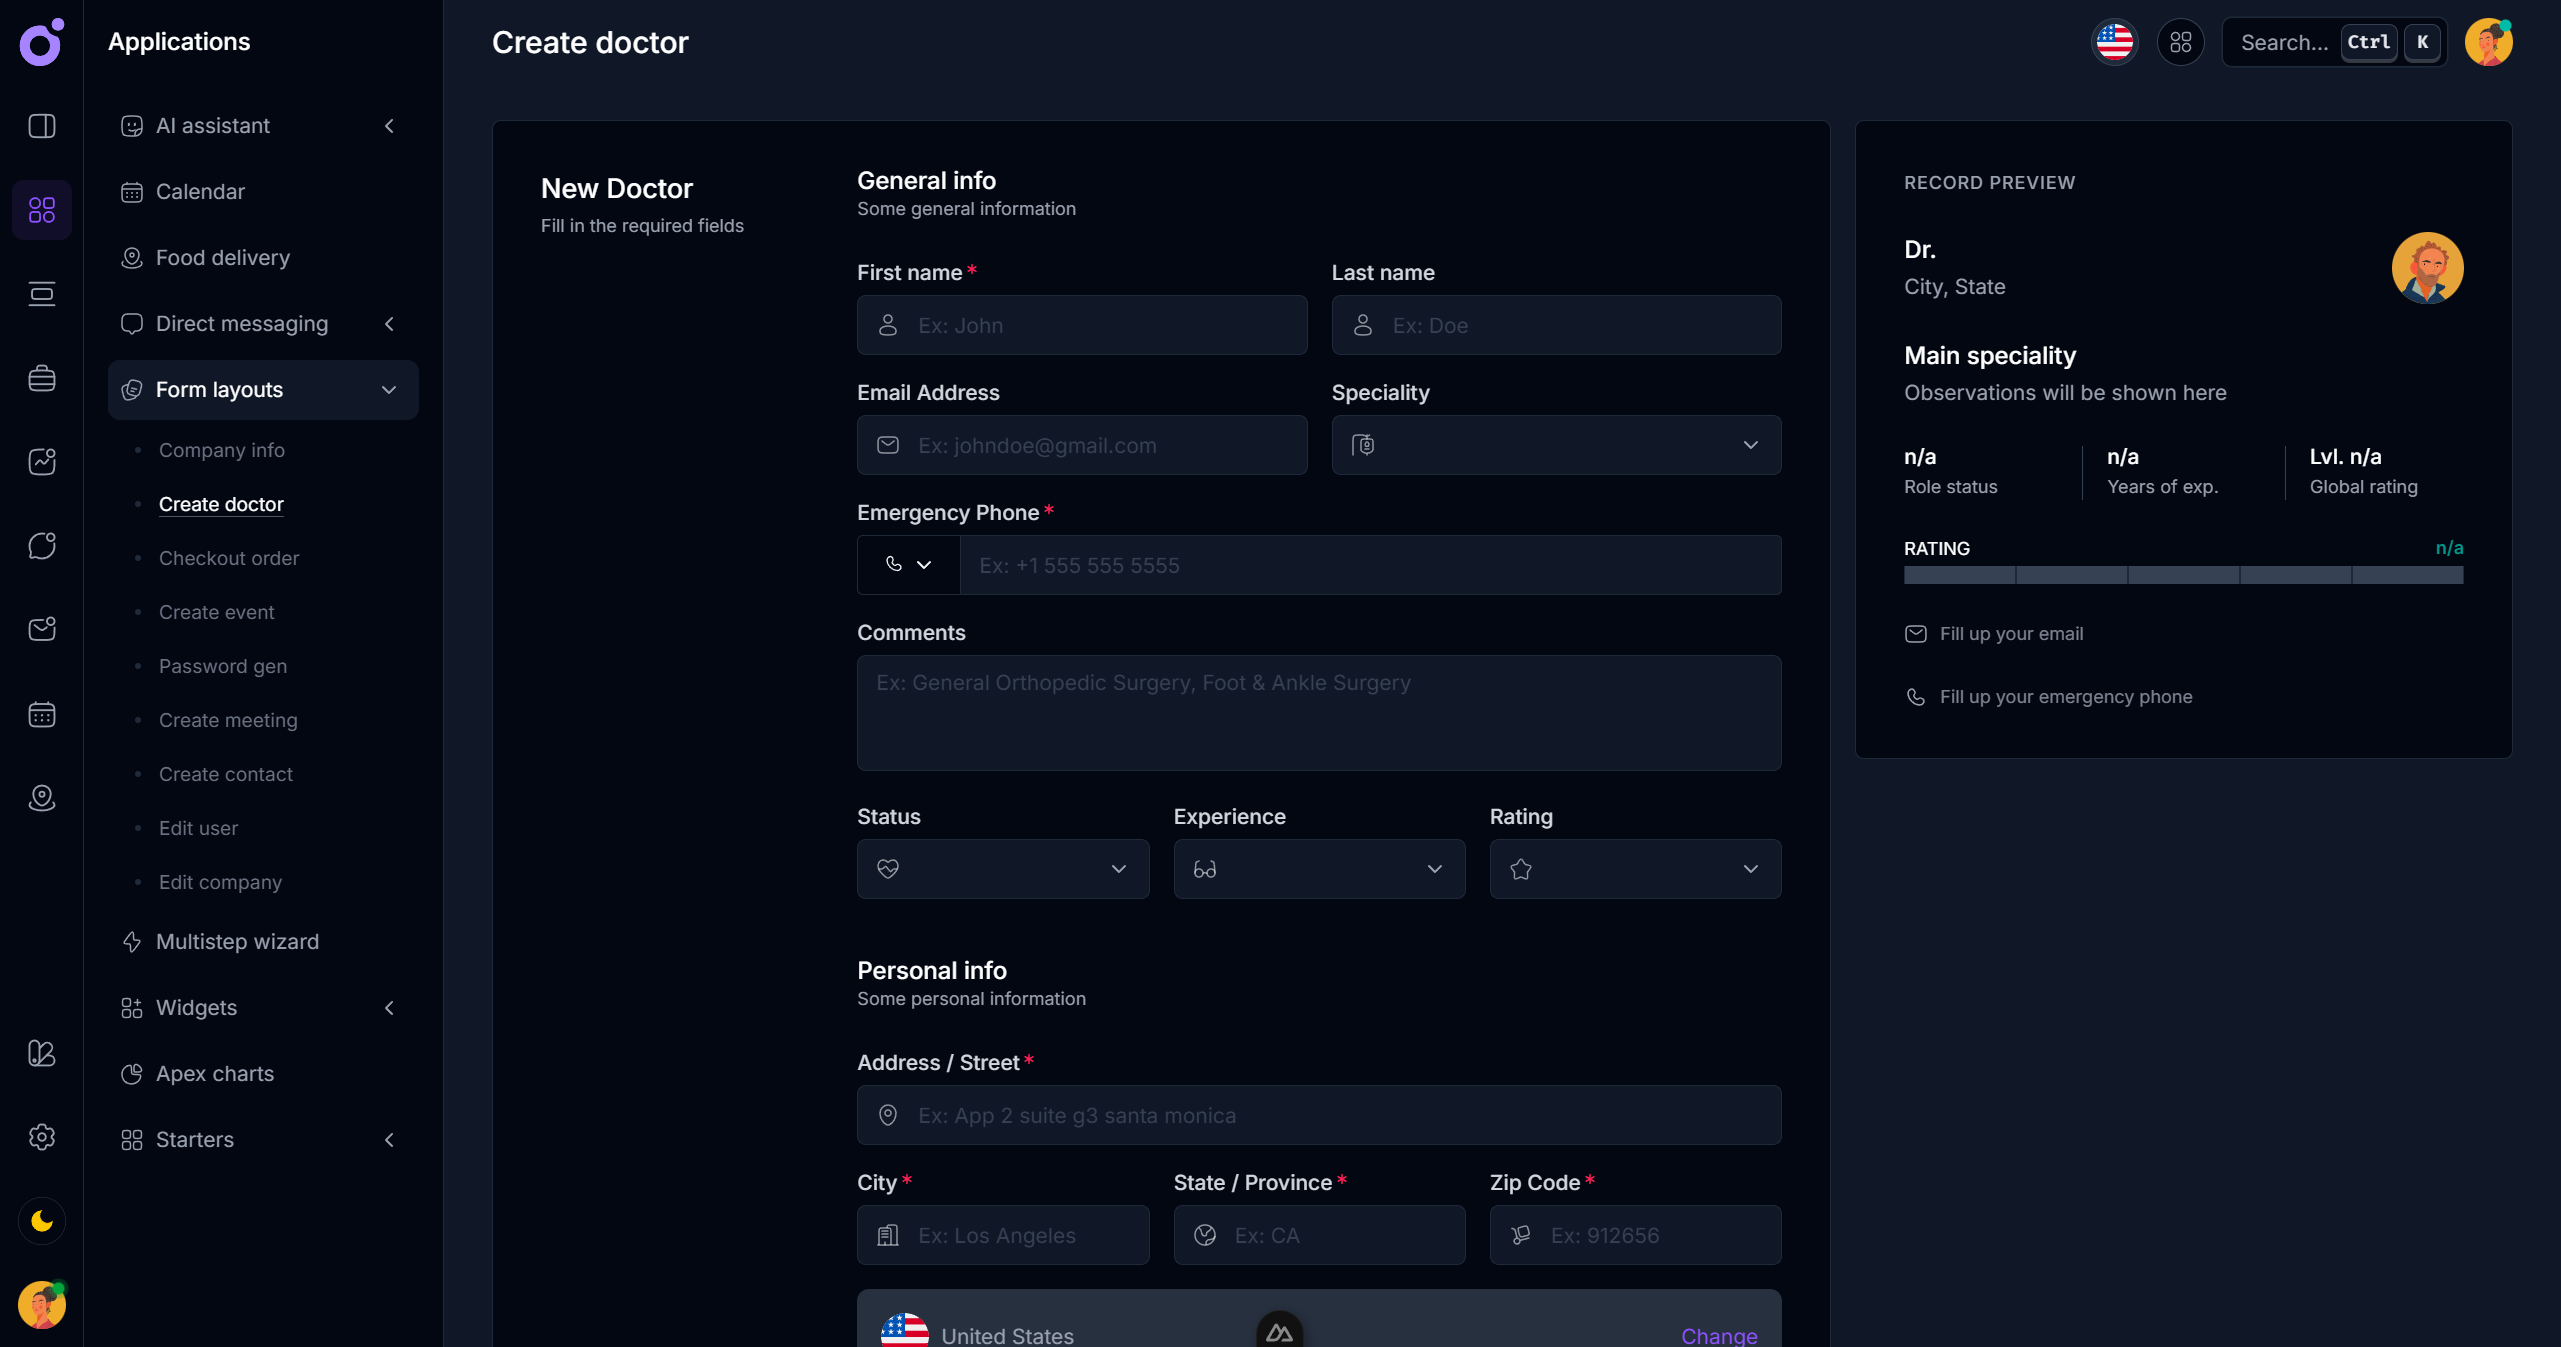 Applications
AI assistant
Calendar
Food delivery
Direct messaging
Form layouts
Company info
Create doctor
Checkout order
Create event
Password gen
Create meeting
Create contact
Edit user
Edit company
Multistep wizard
Widgets
Apex charts
Starters
Create doctor
Search... Ctrl K
New Doctor
Fill in the required fields
General info
Some general information
First name* Last name
Ex: John Ex: Doe
Email Address Speciality
Ex: johndoe@gmail.com
Emergency Phone*
Ex: +1 555 555 5555
Comments
Ex: General Orthopedic Surgery, Foot & Ankle Surgery
Status Experience Rating
Personal info
Some personal information
Address / Street*
Ex: App 2 suite g3 santa monica
City* State / Province* Zip Code*
Ex: Los Angeles Ex: CA Ex: 912656
United States Change
RECORD PREVIEW
Dr.
City, State
Main speciality
Observations will be shown here
n/a n/a Lvl. n/a
Role status Years of exp. Global rating
RATING n/a
Fill up your email
Fill up your emergency phone